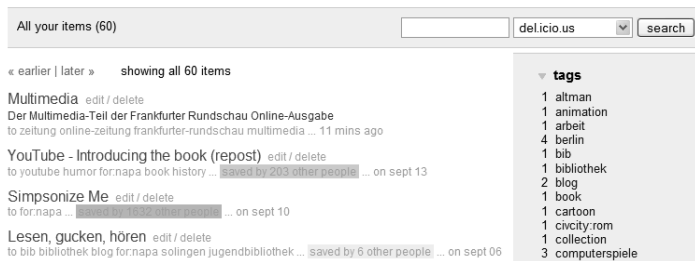 All your items (60)
del.icio.us
search
« earlier | later » showing all 60 items
Multimedia edit / delete
Der Multimedia-Teil der Frankfurter Rundschau Online-Ausgabe
to zeitung online-zeitung frankfurter-rundschau multimedia ... 11 mins ago
YouTube - Introducing the book (repost) edit / delete
to youtube humor for:napa book history ... saved by 203 other people ... on sept 13
Simpsonize Me edit / delete
to for:napa ... saved by 1632 other people ... on sept 10
Lesen, gucken, hören edit / delete
to bib bibliothek blog for:napa solingen jugendbibliothek ... saved by 6 other people ... on sept 06
tags
1 altman
1 animation
1 arbeit
4 berlin
1 bib
1 bibliothek
2 blog
1 book
1 cartoon
1 civcity:rom
1 collection
3 computerspiele